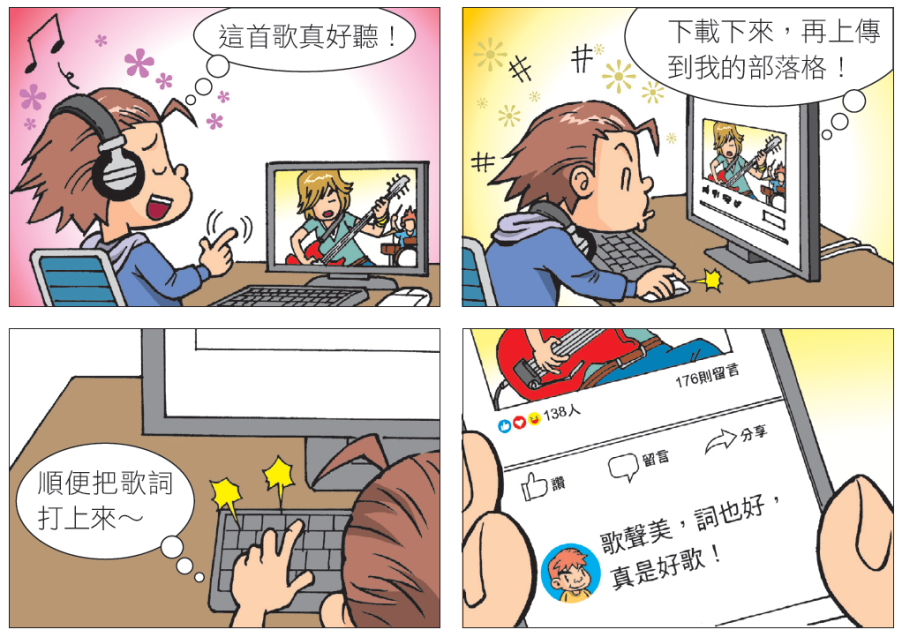 這首歌真好聽！
下載下來，再上傳
到我的部落格！
順便把歌詞
打上來～
176則留言
138人
讚
留言
分享
歌聲美，詞也好，
真是好歌！